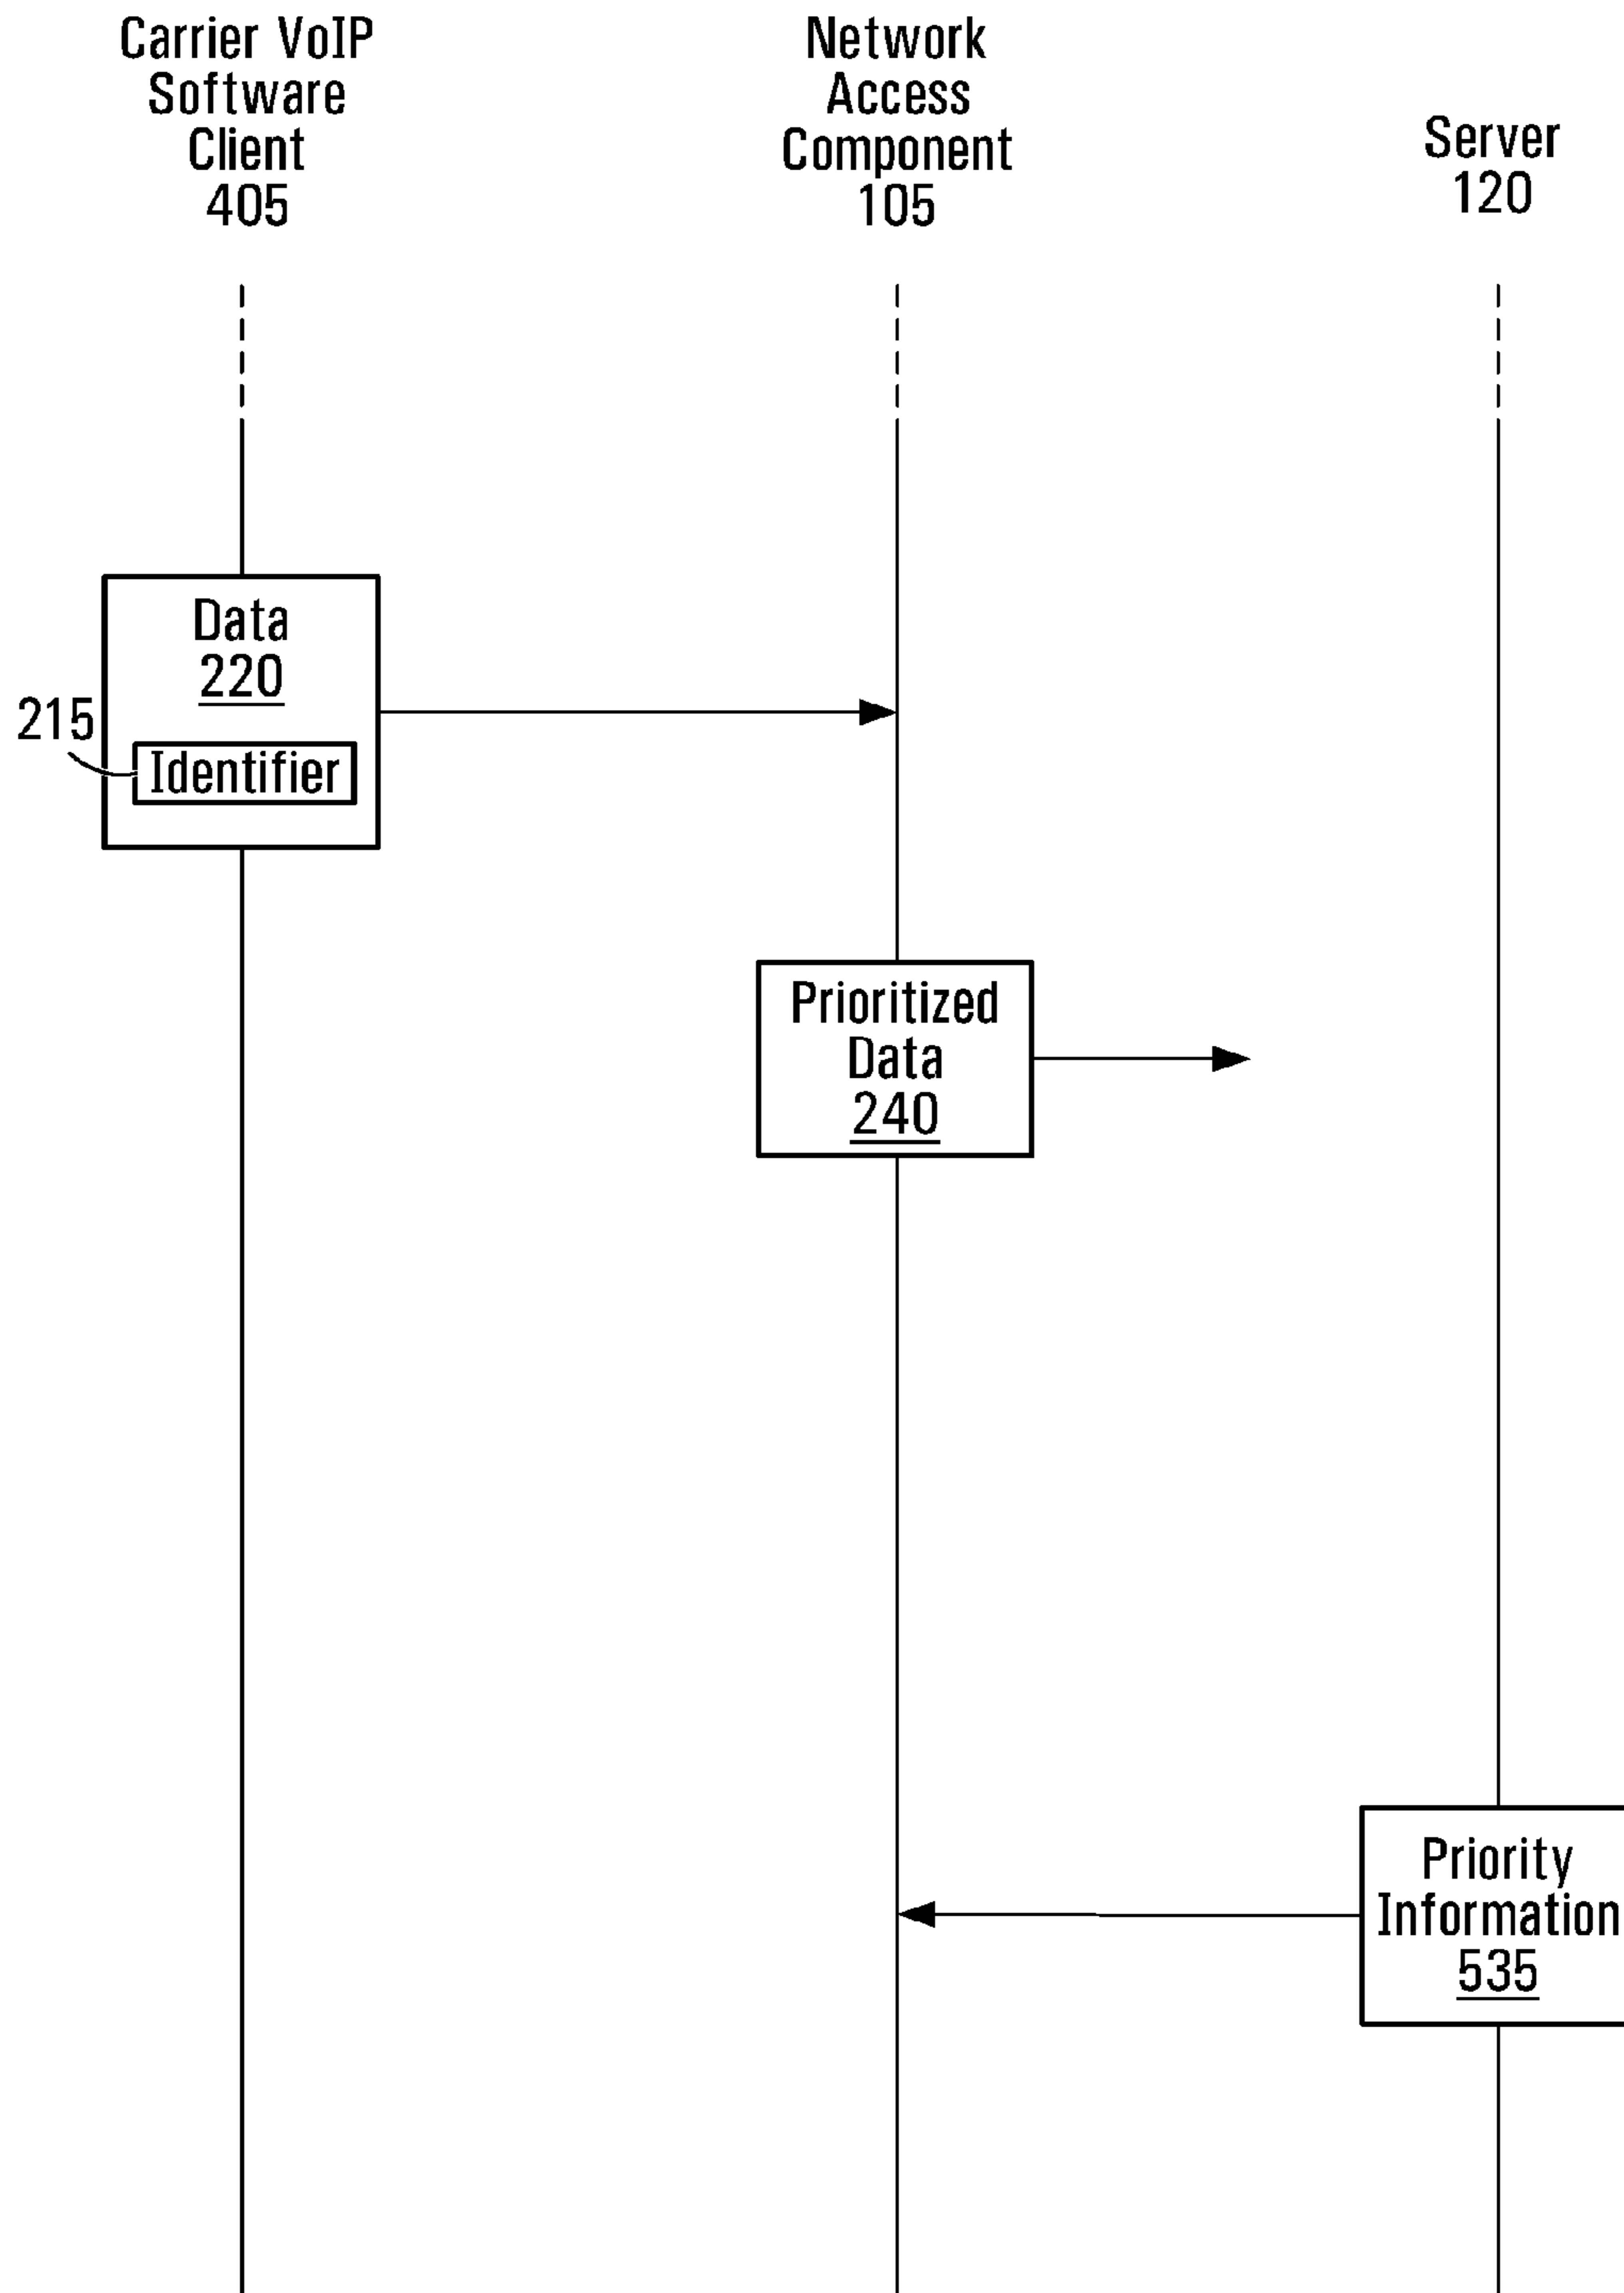 Carrier VoIP
Software
Client
405
Network
Access
Component
105
Server
120
Data
220
215
Identifier
Prioritized
Data
240
Priority
Information
535